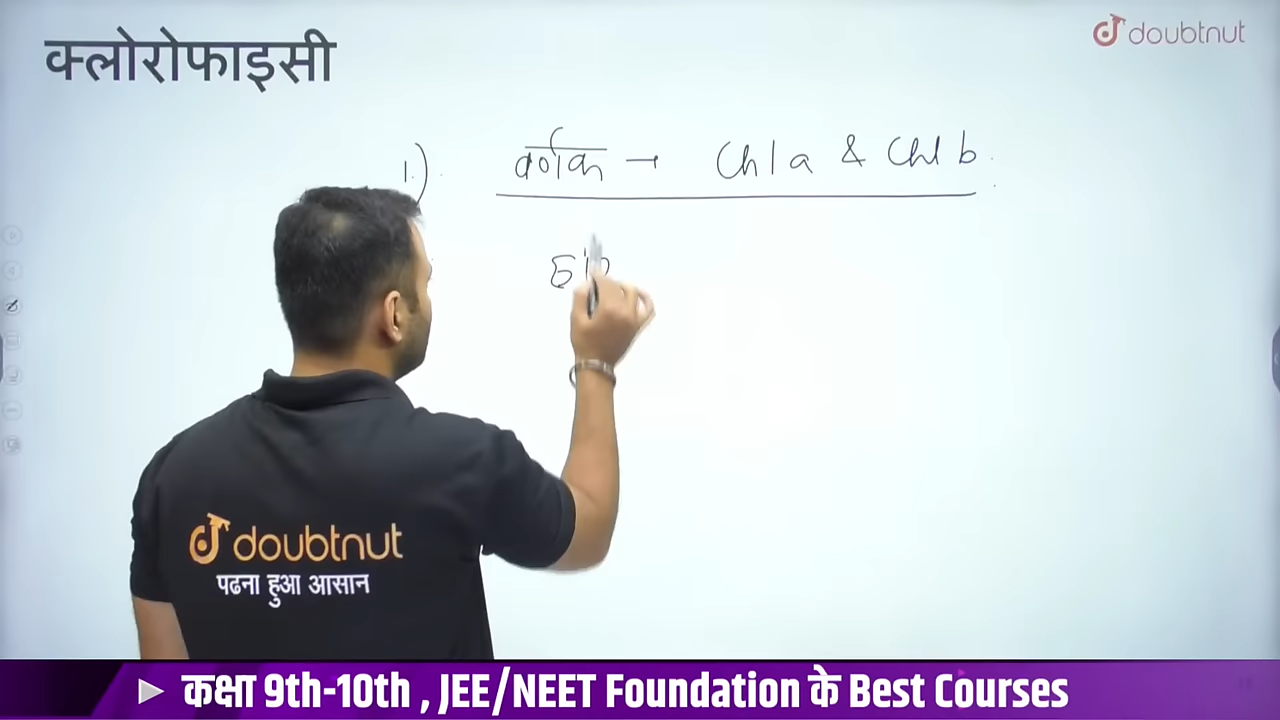 क्लोरोफाइसी
doubtnut
1.) वर्णक → Chl a & Chl b.
doubtnut
पढना हुआ आसान
कक्षा 9th-10th , JEE/NEET Foundation के Best Courses